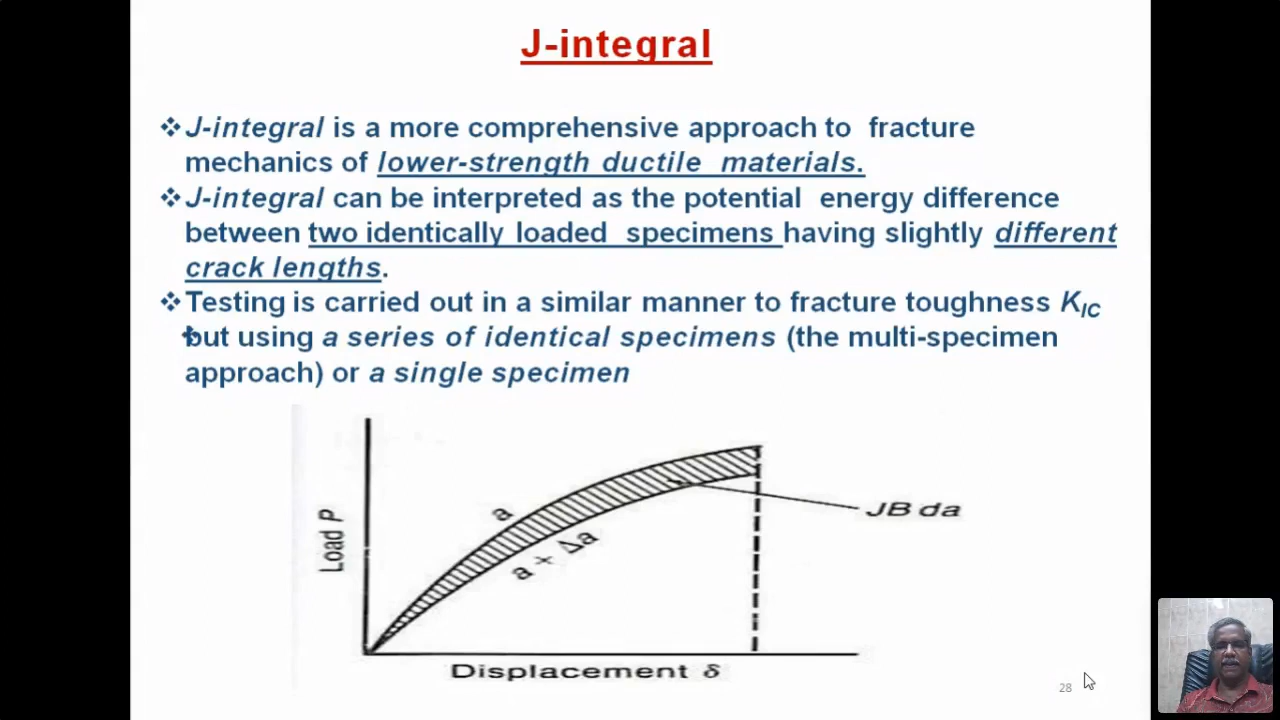 J-integral
❖ J-integral is a more comprehensive approach to fracture
mechanics of lower-strength ductile materials.
❖ J-integral can be interpreted as the potential energy difference
between two identically loaded specimens having slightly different
crack lengths.
❖ Testing is carried out in a similar manner to fracture toughness KIC
but using a series of identical specimens (the multi-specimen
approach) or a single specimen
Load P
a
a + Δa
JB da
Displacement δ
28